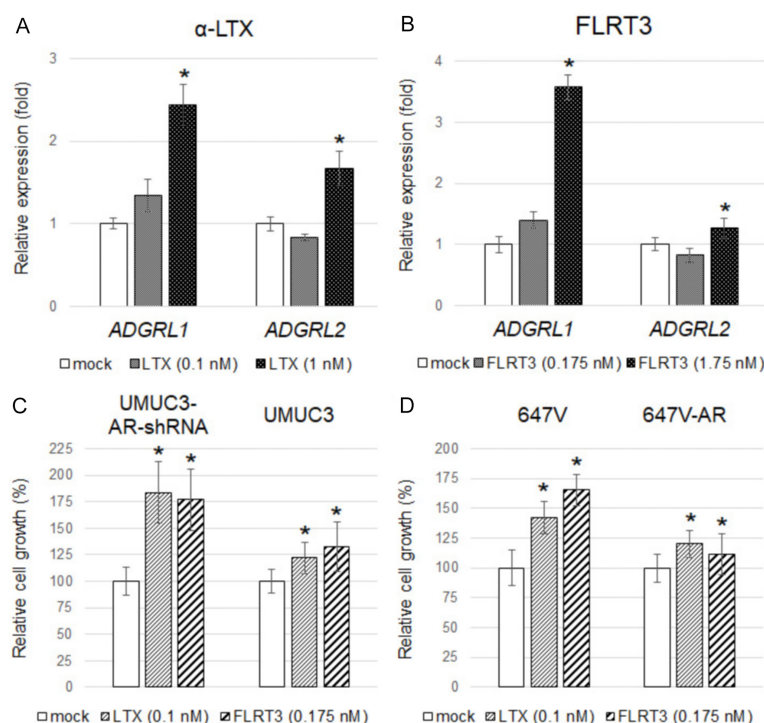 A
α-LTX
Relative expression (fold)
3
2
1
0
*
*
ADGRL1
ADGRL2
mock
LTX (0.1 nM)
LTX (1 nM)
B
FLRT3
Relative expression (fold)
4
3
2
1
0
*
*
ADGRL1
ADGRL2
mock
FLRT3 (0.175 nM)
FLRT3 (1.75 nM)
C
UMUC3-
AR-shRNA
UMUC3
Relative cell growth (%)
225
200
175
150
125
100
75
50
25
0
*
*
*
*
mock
LTX (0.1 nM)
FLRT3 (0.175 nM)
D
647V
647V-AR
Relative cell growth (%)
200
175
150
125
100
75
50
25
0
*
*
*
*
mock
LTX (0.1 nM)
FLRT3 (0.175 nM)